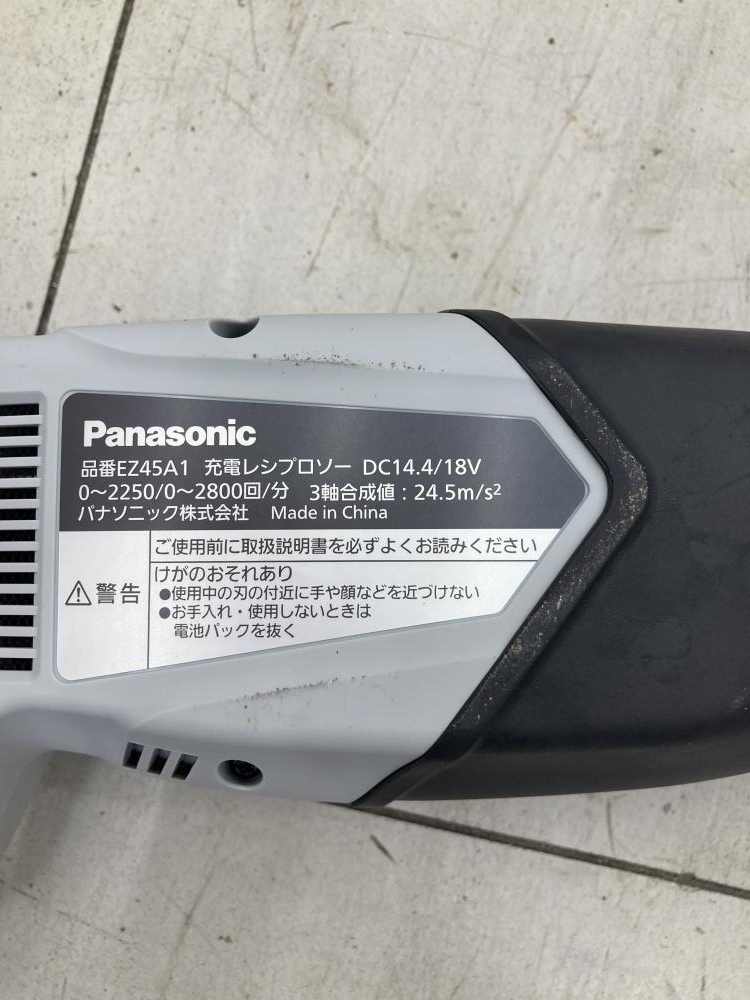 Panasonic
品番EZ45A1 充電レシプロソー DC14.4/18V
0～2250/0～2800回/分 3軸合成値：24.5m/s²
パナソニック株式会社 Made in China
ご使用前に取扱説明書を必ずよくお読みください
⚠警告
けがのおそれあり
●使用中の刃の付近に手や顔などを近づけない
●お手入れ・使用しないときは
電池パックを抜く